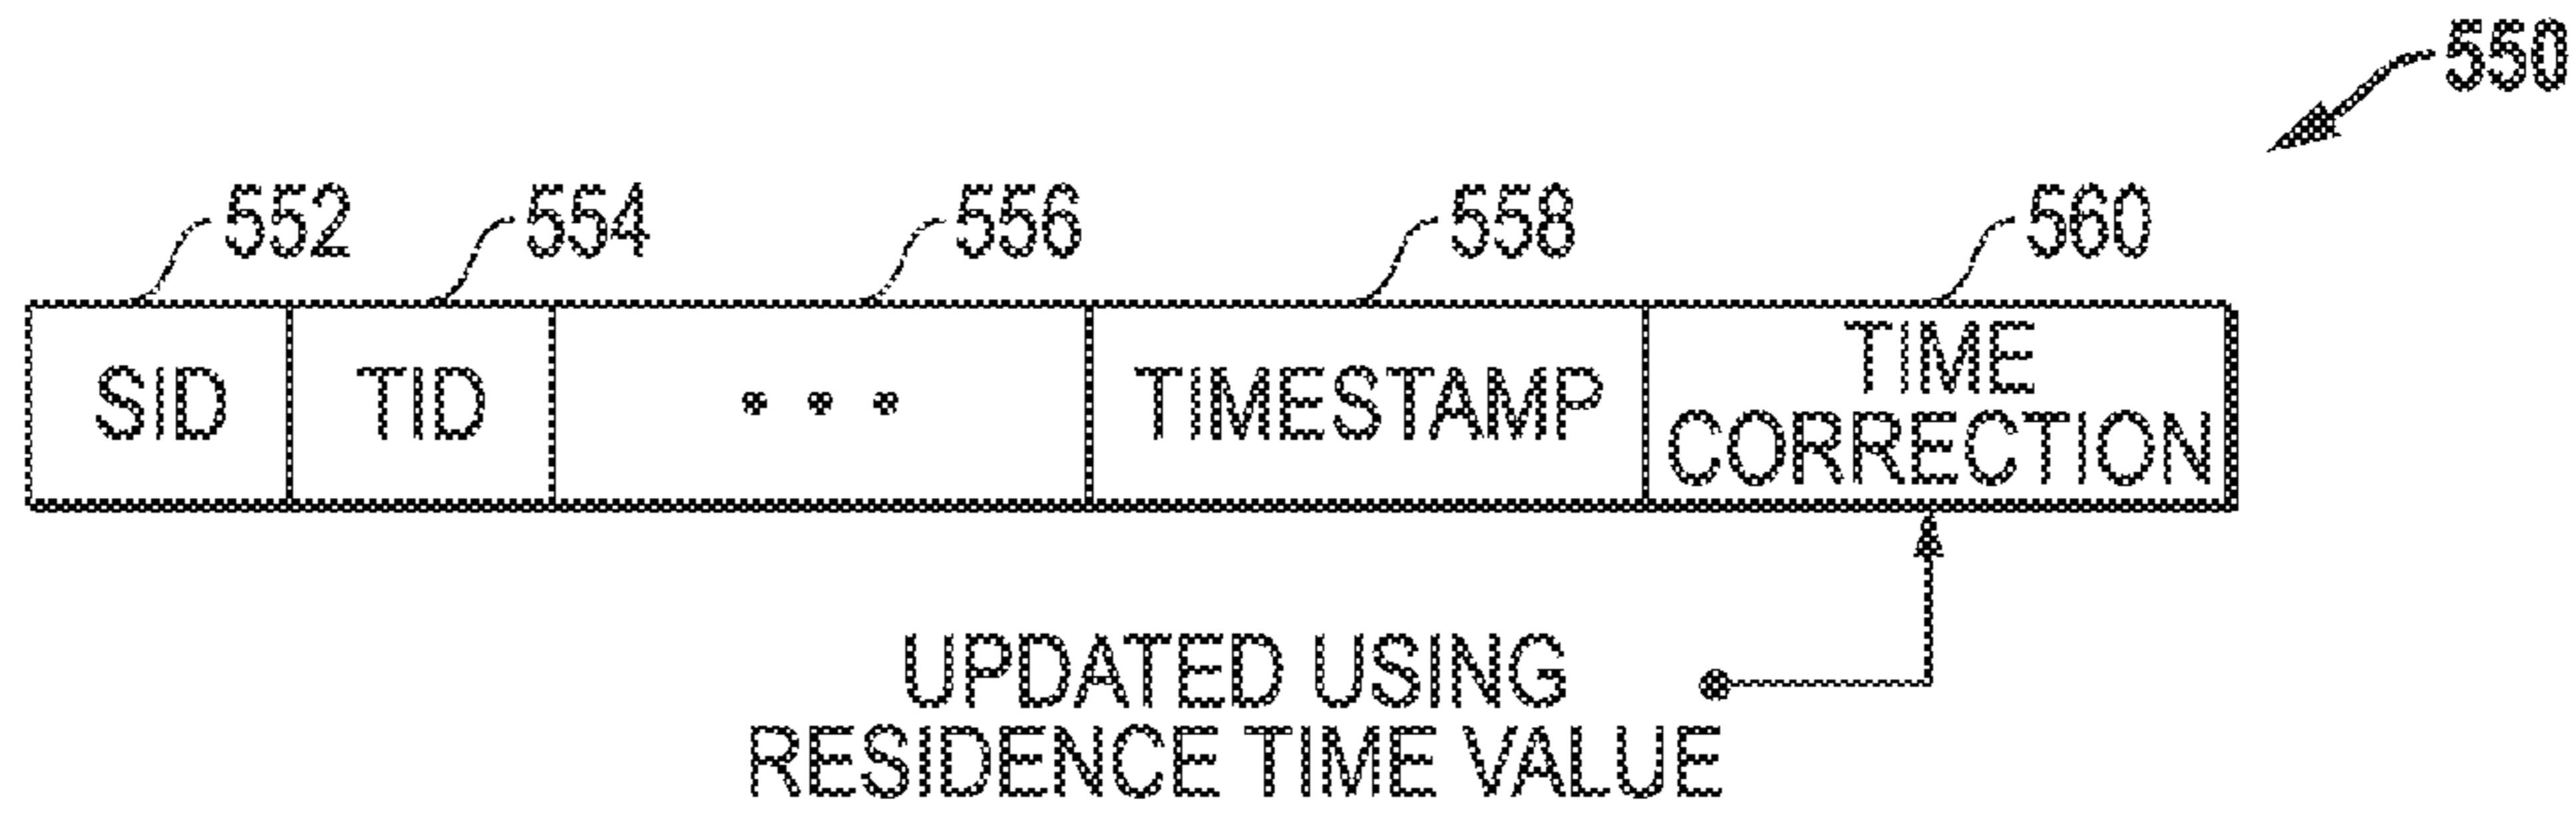 550
552 554 556 558 560
SID TID • • • TIMESTAMP TIME
CORRECTION
UPDATED USING
RESIDENCE TIME VALUE